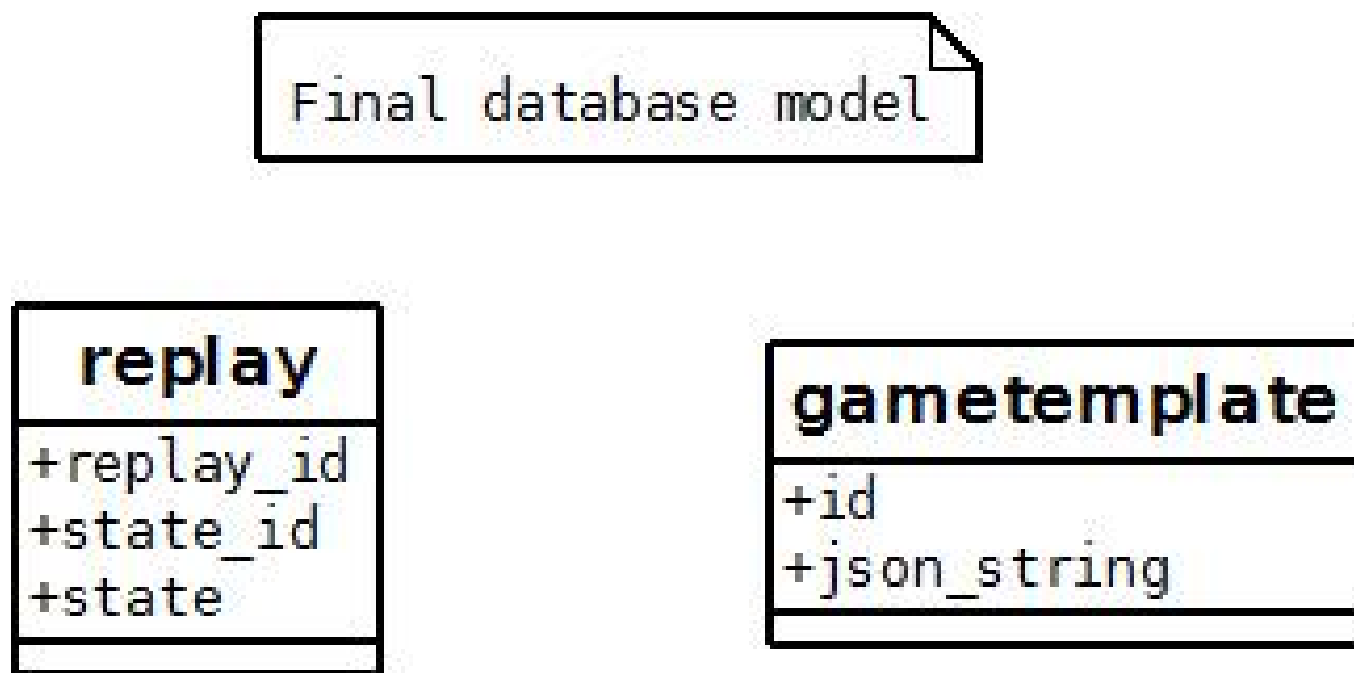 Final database model
replay
+replay_id
+state_id
+state
gametemplate
+id
+json_string